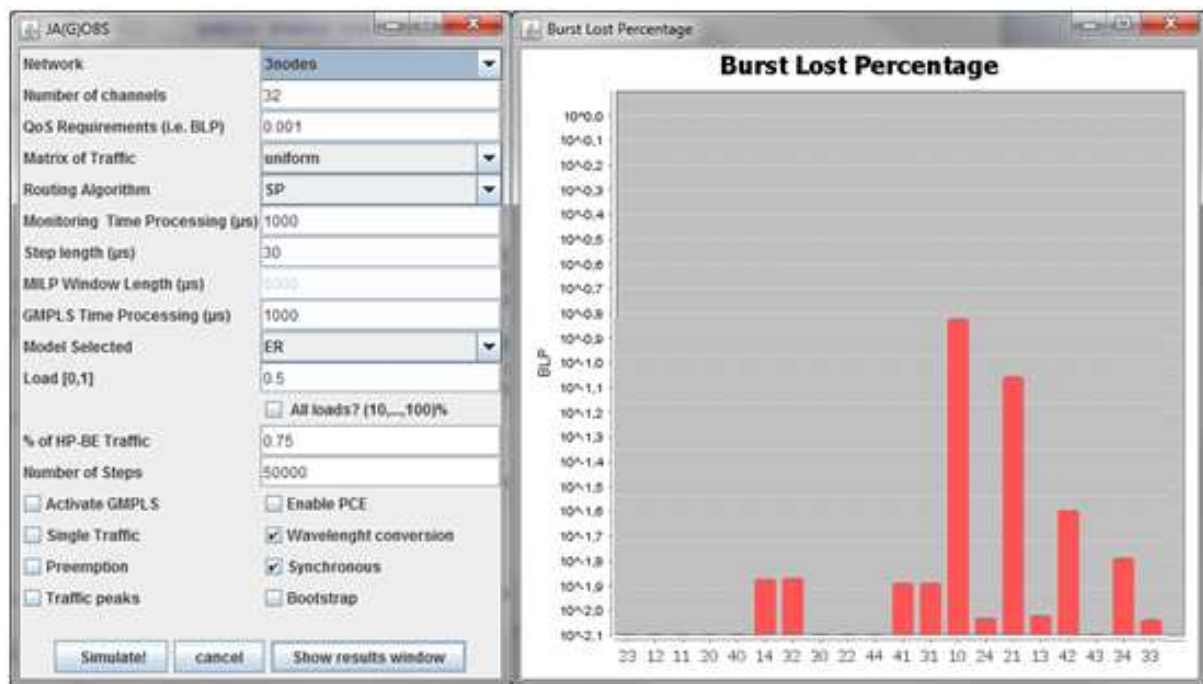 JA(G)OBS
Network 3nodes
Number of channels 32
QoS Requirements (i.e. BLP) 0.001
Matrix of Traffic uniform
Routing Algorithm SP
Monitoring Time Processing (µs) 1000
Step length (µs) 30
MILP Window Length (µs)
GMPLS Time Processing (µs) 1000
Model Selected ER
Load [0,1] 0.5
All loads? (10,...,100)%
% of HP-BE Traffic 0.75
Number of Steps 50000
Activate GMPLS Enable PCE
Single Traffic Wavelenght conversion
Preemption Synchronous
Traffic peaks Bootstrap
Simulate! cancel Show results window
Burst Lost Percentage
Burst Lost Percentage
10^0.0
10^-0.1
10^-0.2
10^-0.3
10^-0.4
10^-0.5
10^-0.6
10^-0.7
10^-0.8
10^-0.9
10^-1.0
10^-1.1
10^-1.2
10^-1.3
10^-1.4
10^-1.5
10^-1.6
10^-1.7
10^-1.8
10^-1.9
10^-2.0
10^-2.1
BLP
23 12 11 20 40 14 32 30 22 44 41 31 10 24 21 13 42 43 34 33